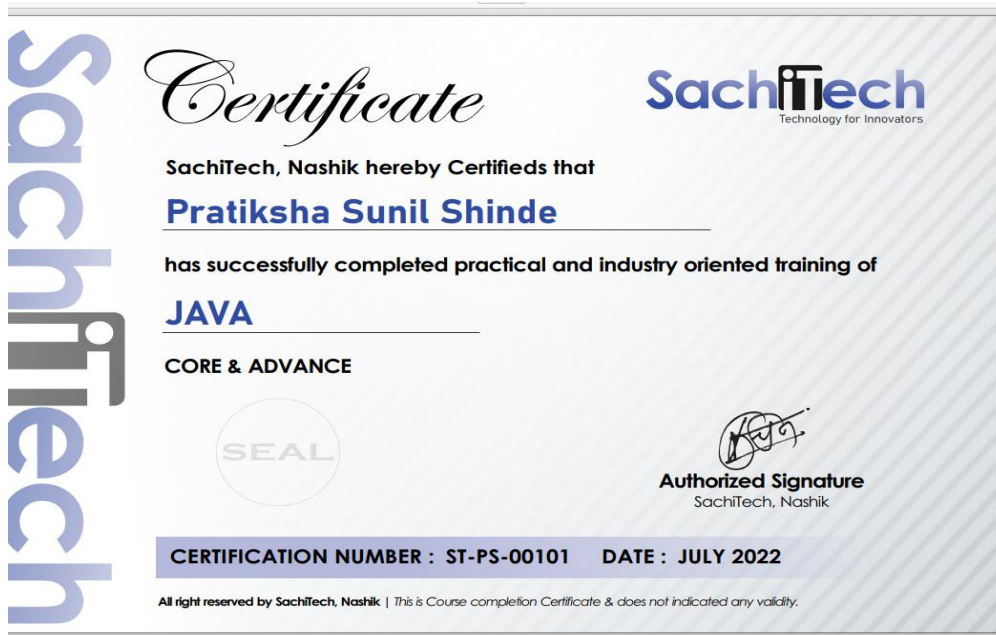 SachiTech
Certificate
SachiTech
Technology for Innovators
SachiTech, Nashik hereby Certifieds that
Pratiksha Sunil Shinde
has successfully completed practical and industry oriented training of
JAVA
CORE & ADVANCE
SEAL
Authorized Signature
SachiTech, Nashik
CERTIFICATION NUMBER : ST-PS-00101 DATE : JULY 2022
All right reserved by SachiTech, Nashik | This is Course completion Certificate & does not indicated any validity.